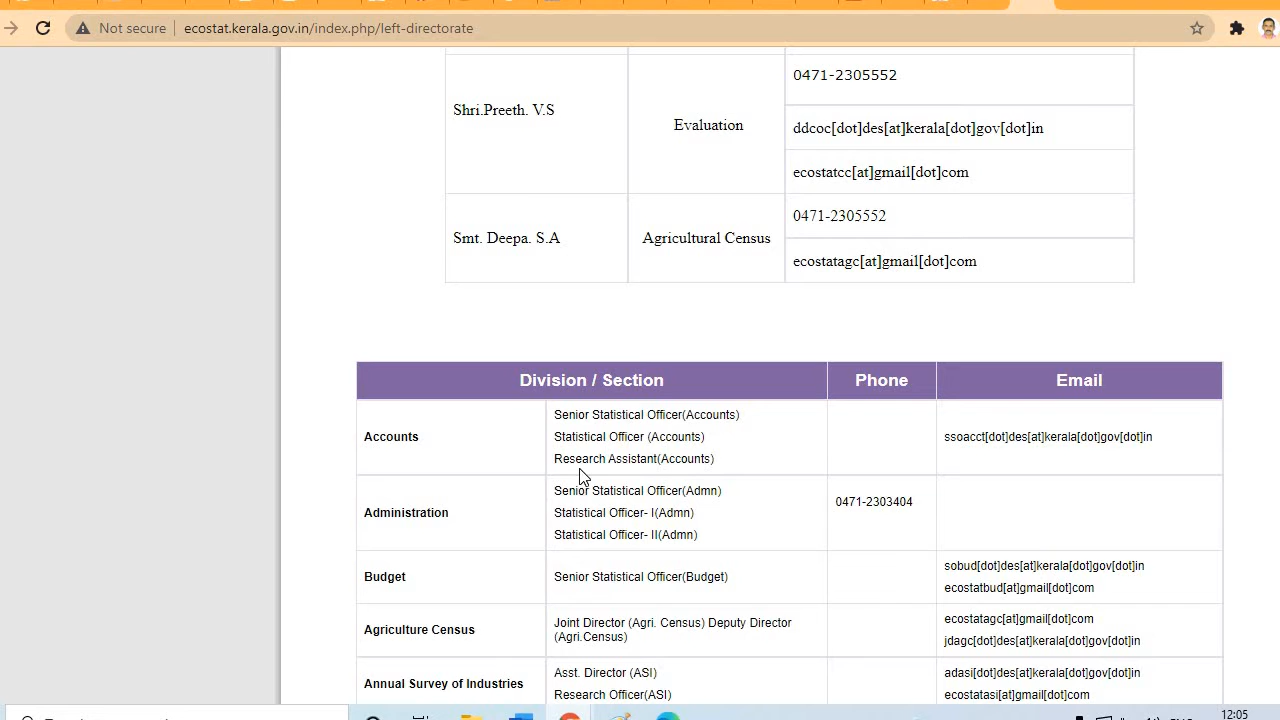 Not secure
ecostat.kerala.gov.in/index.php/left-directorate
0471-2305552
Shri.Preeth. V.S
Evaluation
ddcoc[dot]des[at]kerala[dot]gov[dot]in
ecostatcc[at]gmail[dot]com
0471-2305552
Smt. Deepa. S.A
Agricultural Census
ecostatagc[at]gmail[dot]com
Division / Section
Phone
Email
Accounts
Senior Statistical Officer(Accounts)
Statistical Officer (Accounts)
Research Assistant(Accounts)
ssoacct[dot]des[at]kerala[dot]gov[dot]in
Administration
Senior Statistical Officer(Admn)
Statistical Officer- I(Admn)
Statistical Officer- II(Admn)
0471-2303404
Budget
Senior Statistical Officer(Budget)
sobud[dot]des[at]kerala[dot]gov[dot]in
ecostatbud[at]gmail[dot]com
Agriculture Census
Joint Director (Agri. Census) Deputy Director
(Agri.Census)
ecostatagc[at]gmail[dot]com
jdagc[dot]des[at]kerala[dot]gov[dot]in
Annual Survey of Industries
Asst. Director (ASI)
Research Officer(ASI)
adasi[dot]des[at]kerala[dot]gov[dot]in
ecostatasi[at]gmail[dot]com
12:05